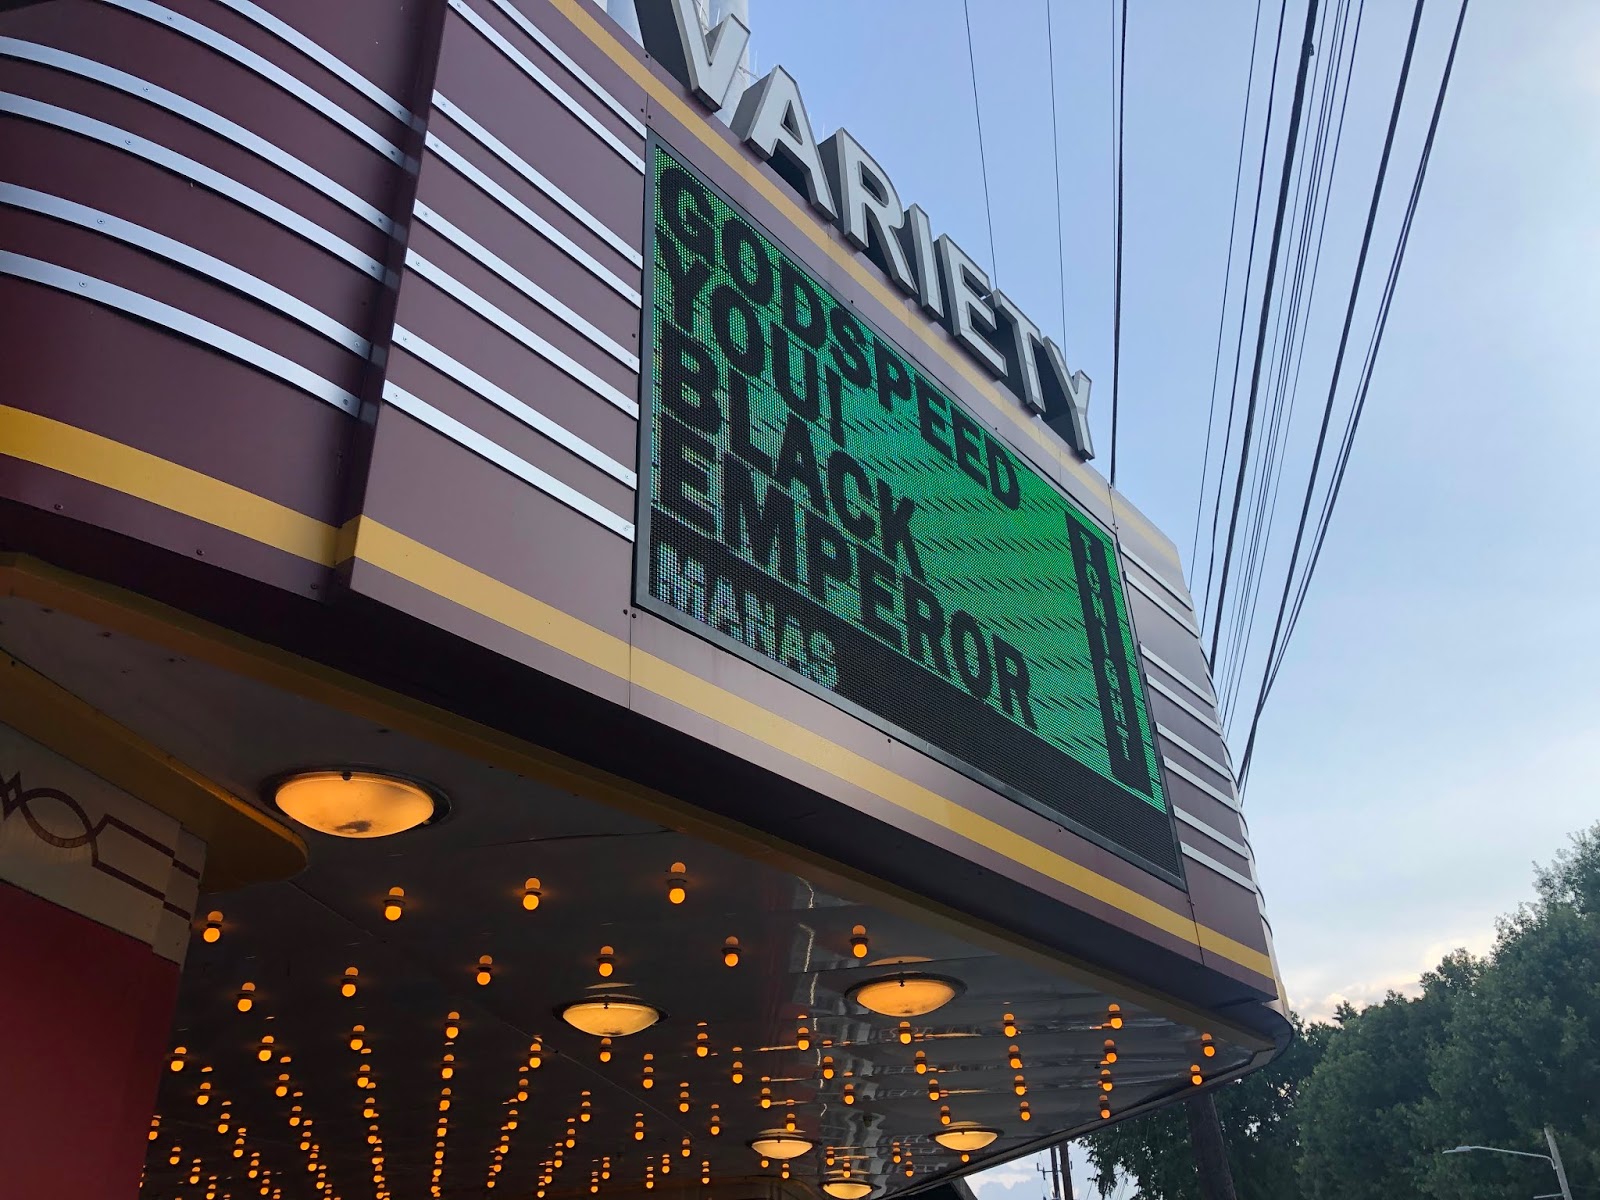 VARIETY
GODSPEED
YOU!
BLACK
EMPEROR
MANAS
TONIGHT